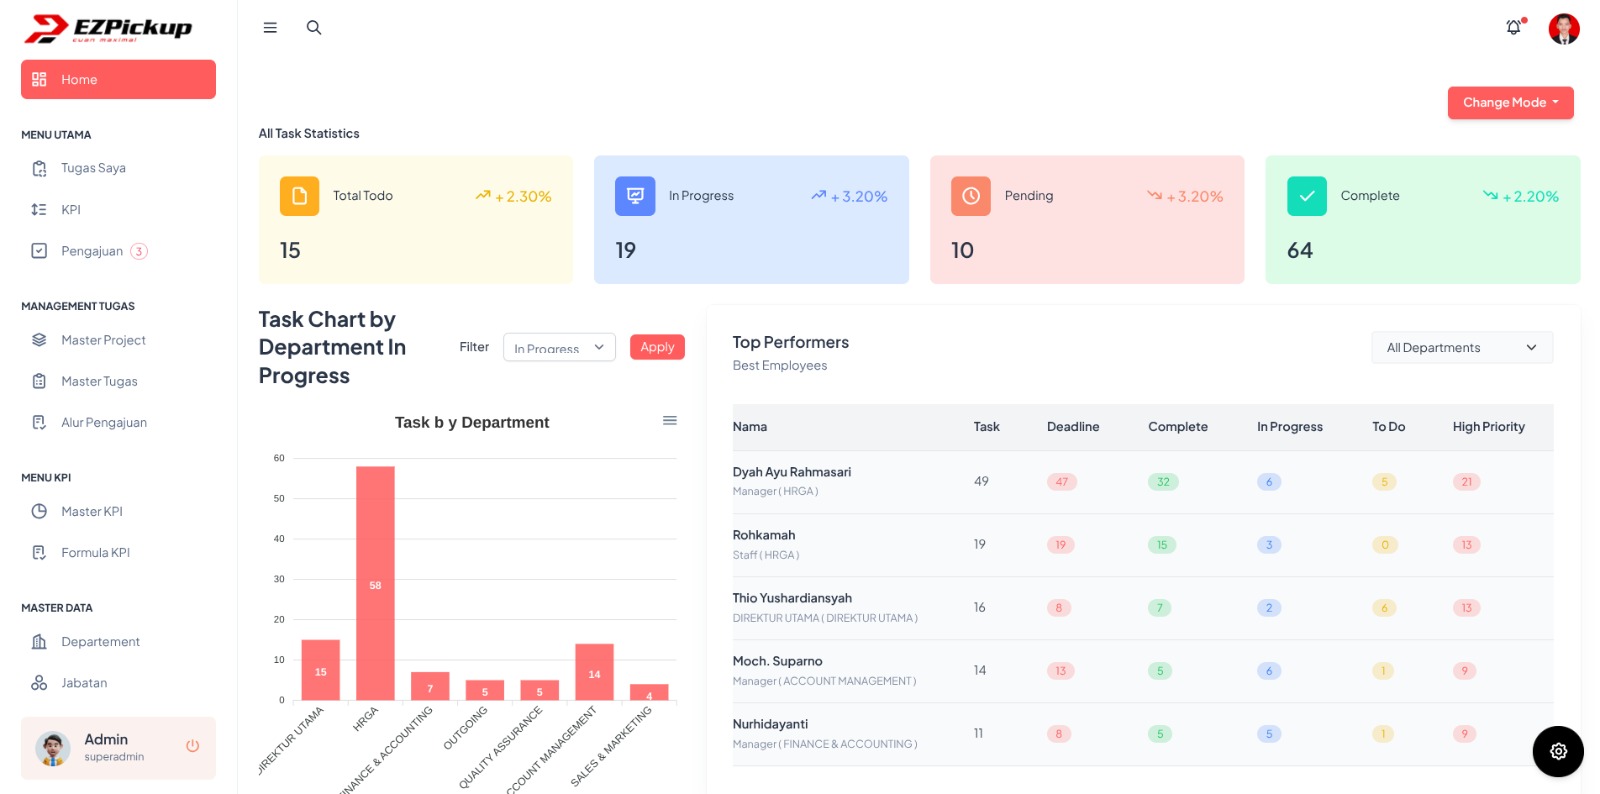 EZPickup
cuan maximal
Home
MENU UTAMA
Tugas Saya
KPI
Pengajuan 3
MANAGEMENT TUGAS
Master Project
Master Tugas
Alur Pengajuan
MENU KPI
Master KPI
Formula KPI
MASTER DATA
Departement
Jabatan
Admin
superadmin
Change Mode
All Task Statistics
Total Todo + 2.30%
15
In Progress + 3.20%
19
Pending + 3.20%
10
Complete + 2.20%
64
Task Chart by
Department In
Progress
Filter In Progress Apply
Task b y Department
60
50
40
30
20
10
0
15 58 7 5 5 14 4
DIREKTUR UTAMA
HRGA
FINANCE & ACCOUNTING
OUTGOING
QUALITY ASSURANCE
ACCOUNT MANAGEMENT
SALES & MARKETING
Top Performers
Best Employees
All Departments
Nama Task Deadline Complete In Progress To Do High Priority
Dyah Ayu Rahmasari
Manager ( HRGA )
49 47 32 6 5 21
Rohkamah
Staff ( HRGA )
19 19 15 3 0 13
Thio Yushardiansyah
DIREKTUR UTAMA ( DIREKTUR UTAMA )
16 8 7 2 6 13
Moch. Suparno
Manager ( ACCOUNT MANAGEMENT )
14 13 5 6 1 9
Nurhidayanti
Manager ( FINANCE & ACCOUNTING )
11 8 5 5 1 9